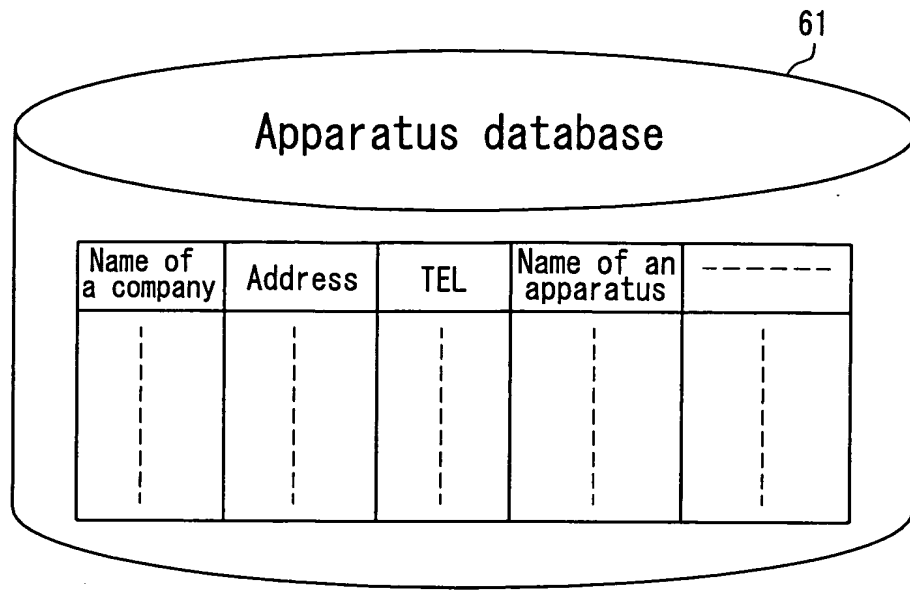 61
Apparatus database
Name of
a company
Address
TEL
Name of an
apparatus